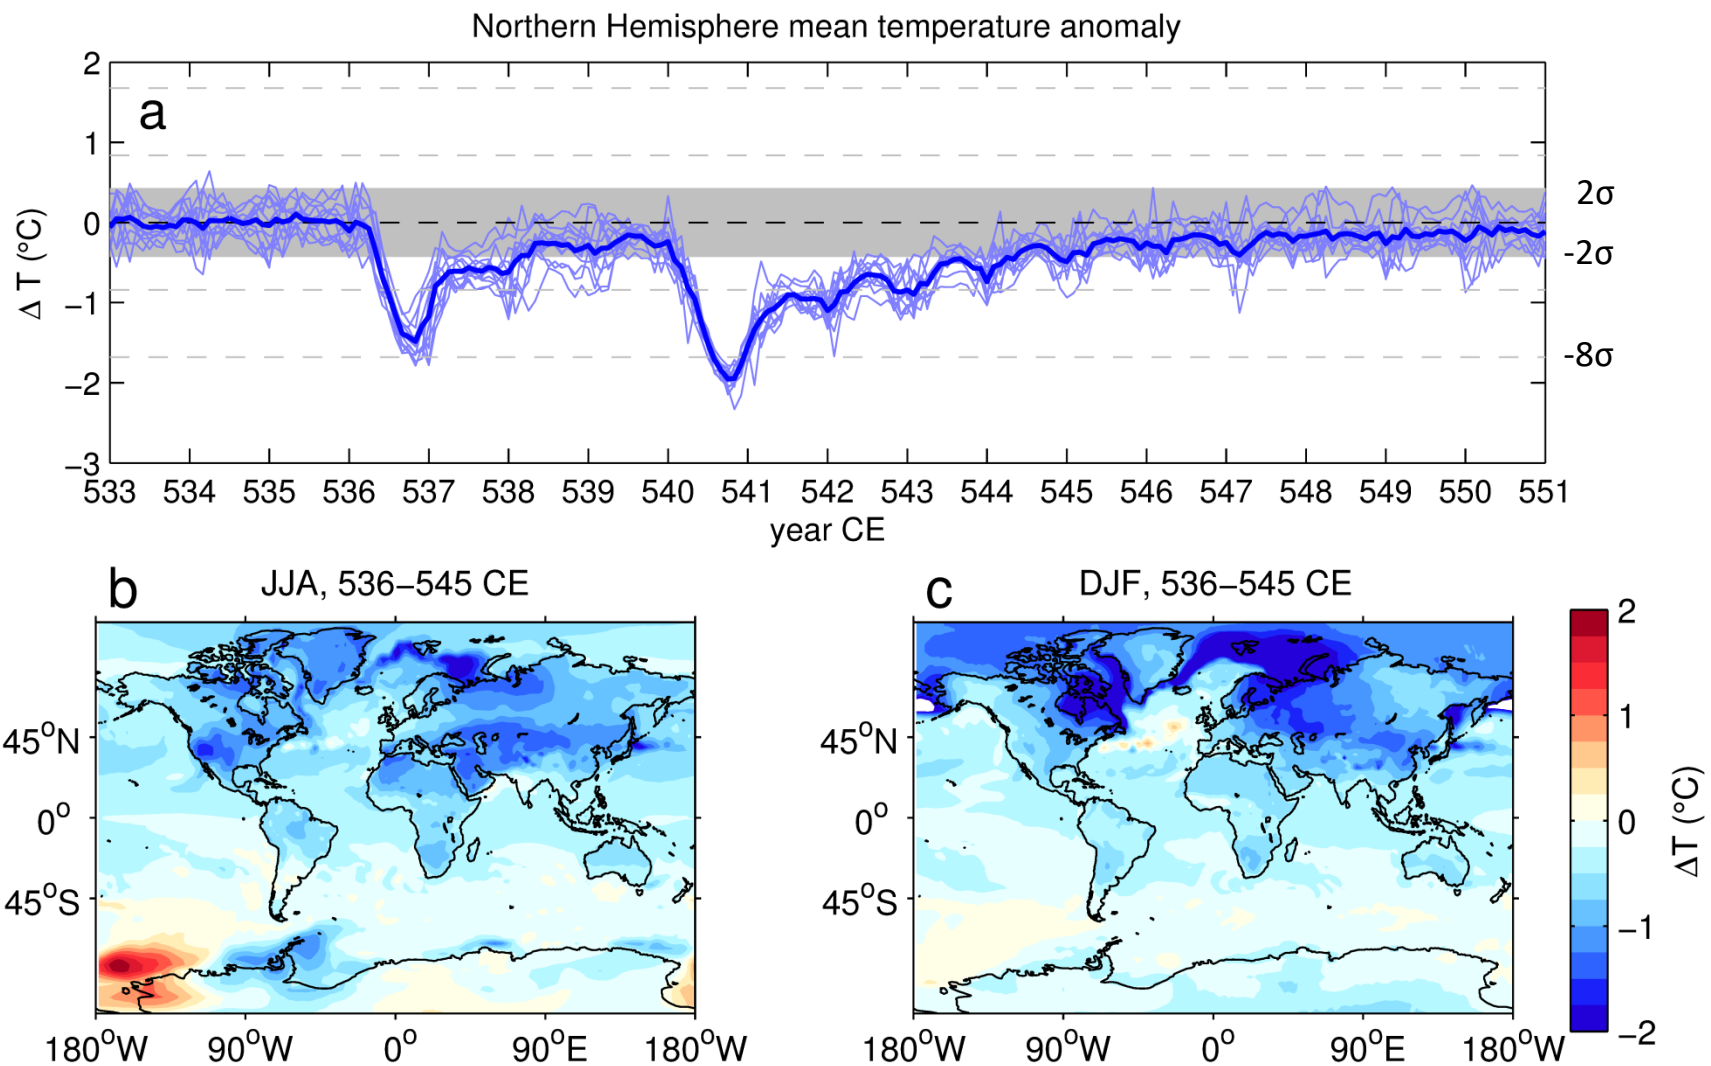 Northern Hemisphere mean temperature anomaly
a
2
1
0
−1
−2
−3
Δ T (°C)
2σ
-2σ
-8σ
533 534 535 536 537 538 539 540 541 542 543 544 545 546 547 548 549 550 551
year CE
b JJA, 536−545 CE
45°N
0°
45°S
180°W 90°W 0° 90°E 180°W
c DJF, 536−545 CE
45°N
0°
45°S
180°W 90°W 0° 90°E 180°W
2
1
0
−1
−2
ΔT (°C)